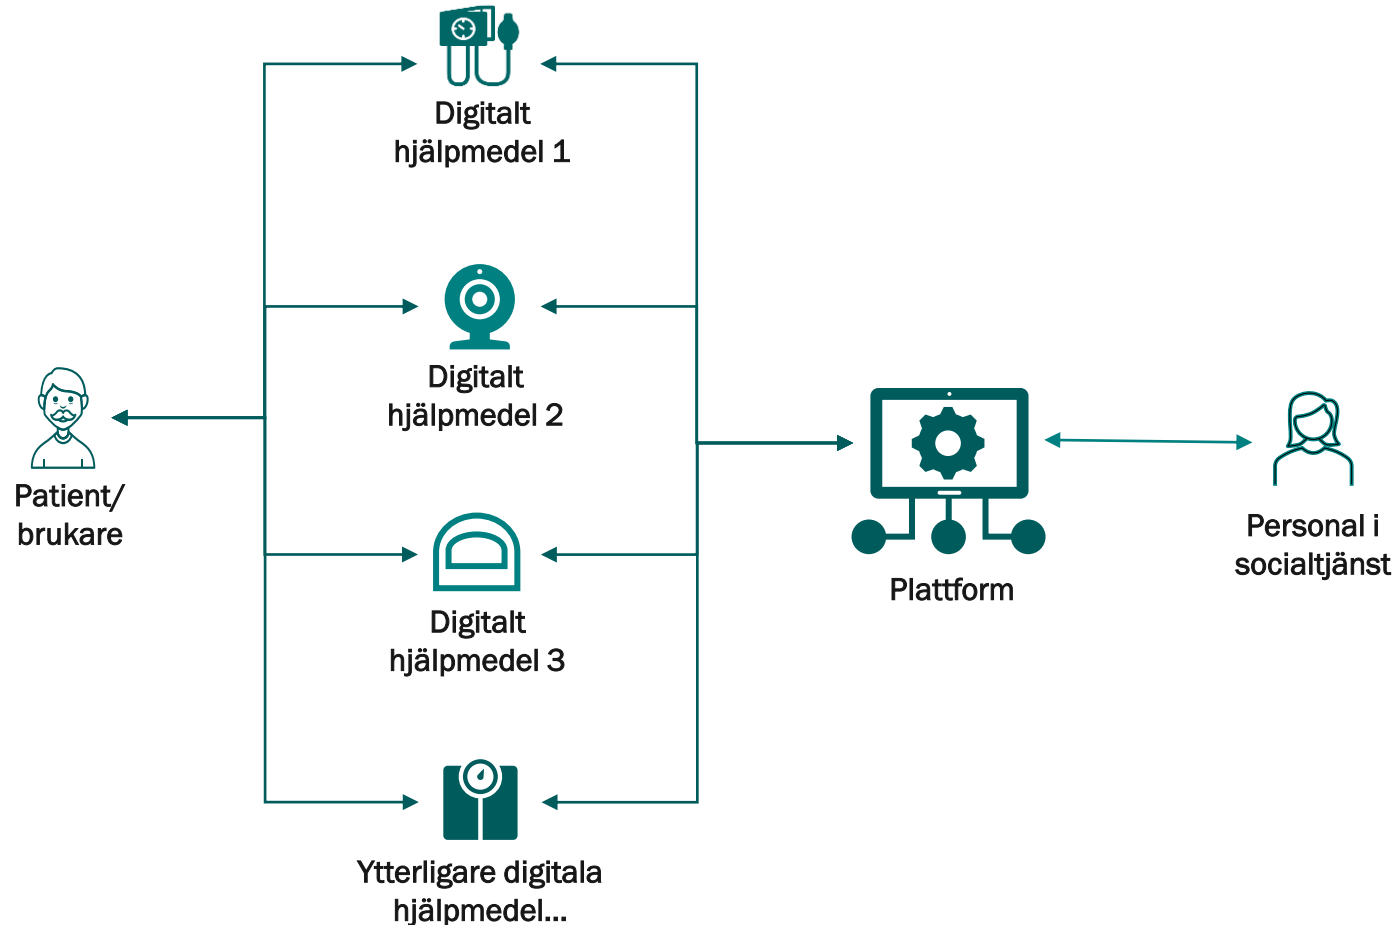 Digitalt
hjälpmedel 1
Digitalt
hjälpmedel 2
Patient/
brukare
Digitalt
hjälpmedel 3
Ytterligare digitala
hjälpmedel...
Plattform
Personal i
socialtjänst